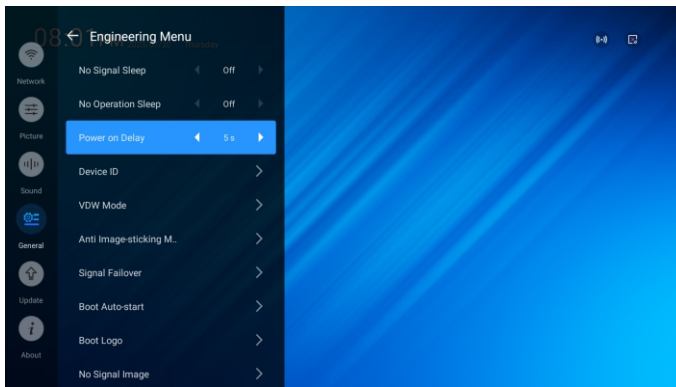 Engineering Menu
No Signal Sleep Off
No Operation Sleep Off
Power on Delay 5 s
Device ID
VDW Mode
Anti Image-sticking M..
Signal Failover
Boot Auto-start
Boot Logo
No Signal Image
Network
Picture
Sound
General
Update
About